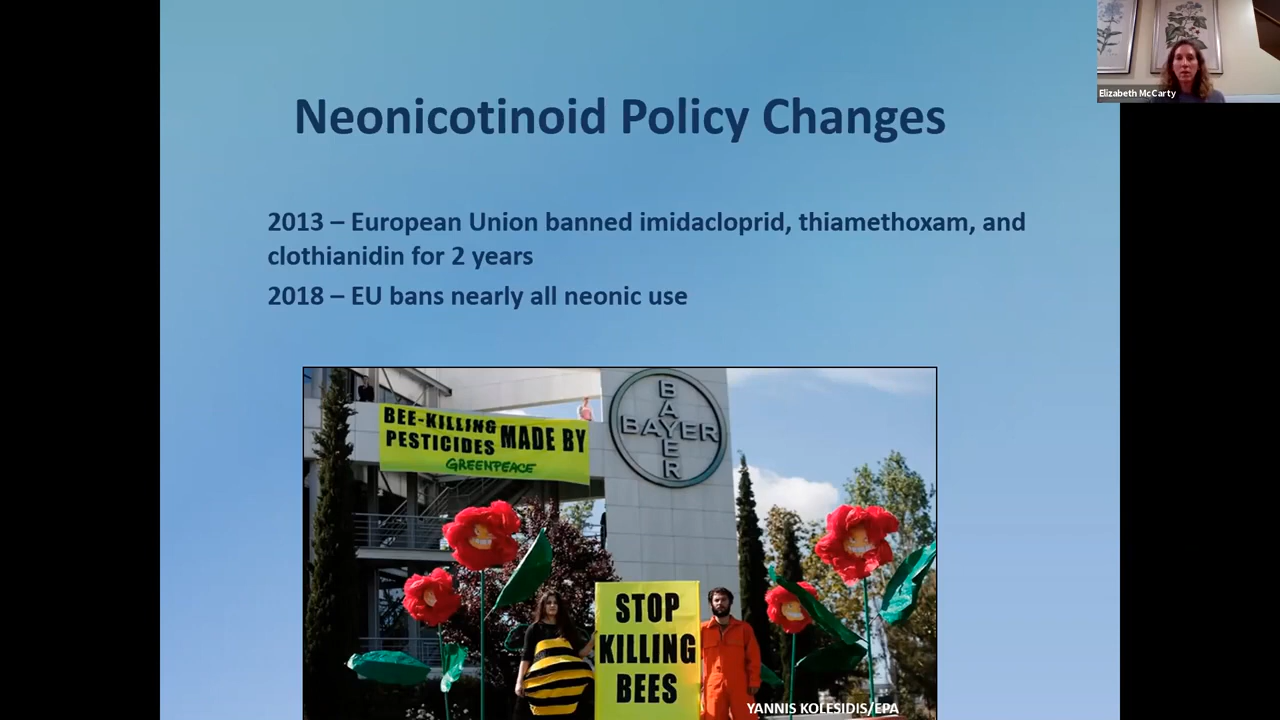 Elizabeth McCarty
Neonicotinoid Policy Changes
2013 – European Union banned imidacloprid, thiamethoxam, and
clothianidin for 2 years
2018 – EU bans nearly all neonic use
BEE-KILLING
PESTICIDES MADE BY
GREENPEACE
BAYER
BAYER
STOP
KILLING
BEES
YANNIS KOLESIDIS/EPA